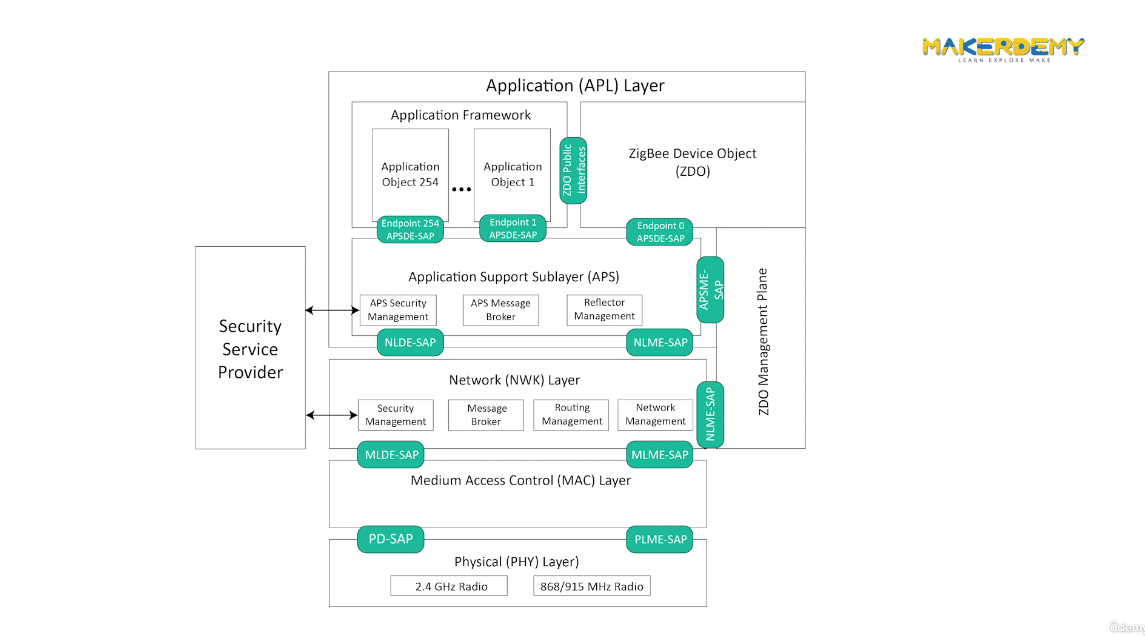 MAKERDEMY
LEARN EXPLORE MAKE
Application (APL) Layer
Application Framework
Application
Object 254
...
Application
Object 1
ZDO Public
interfaces
ZigBee Device Object
(ZDO)
Endpoint 254
APSDE-SAP
Endpoint 1
APSDE-SAP
Endpoint 0
APSDE-SAP
Application Support Sublayer (APS)
APS Security
Management
APS Message
Broker
Reflector
Management
APSME-
SAP
ZDO Management Plane
Security
Service
Provider
NLDE-SAP
NLME-SAP
Network (NWK) Layer
Security
Management
Message
Broker
Routing
Management
Network
Management
NLME-SAP
MLDE-SAP
MLME-SAP
Medium Access Control (MAC) Layer
PD-SAP
PLME-SAP
Physical (PHY) Layer)
2.4 GHz Radio
868/915 MHz Radio
ûdemy